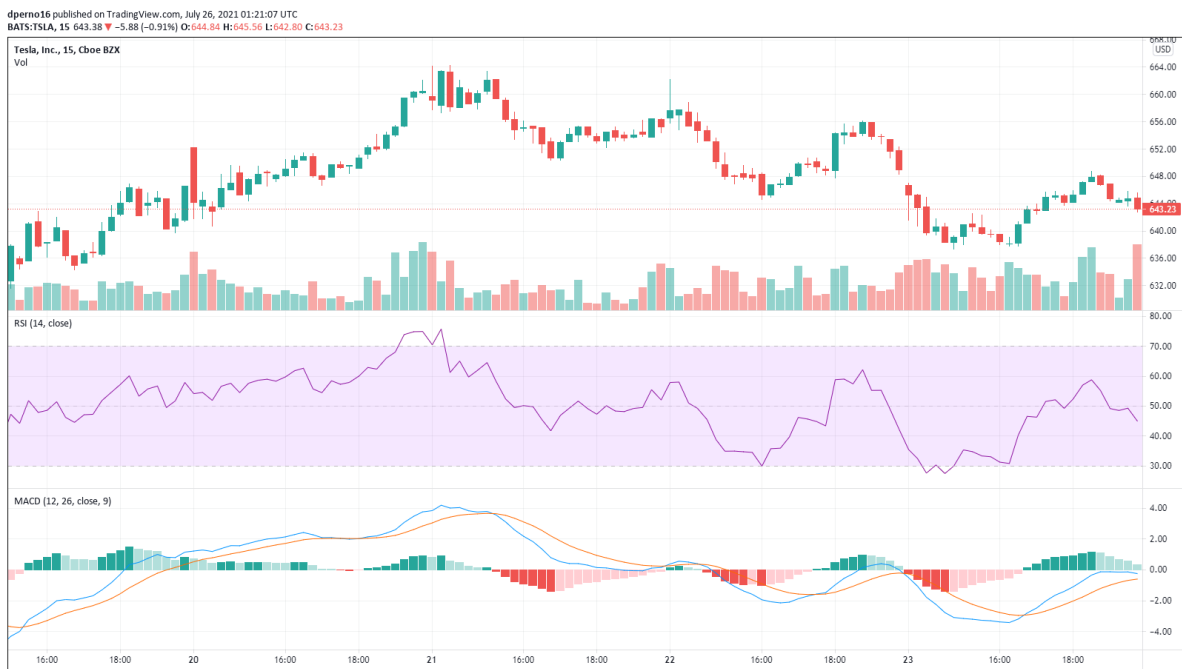 dperno16 published on TradingView.com, July 26, 2021 01:21:07 UTC
BATS:TSLA, 15 643.38 ▼ −5.88 (−0.91%) O:644.84 H:645.56 L:642.80 C:643.23
Tesla, Inc., 15, Cboe BZX
Vol
668.00
USD
664.00
660.00
656.00
652.00
648.00
644.00
643.23
640.00
636.00
632.00
RSI (14, close)
80.00
70.00
60.00
50.00
40.00
30.00
MACD (12, 26, close, 9)
4.00
2.00
0.00
−2.00
−4.00
16:00 18:00 20 16:00 18:00 21 16:00 18:00 22 16:00 18:00 23 16:00 18:00